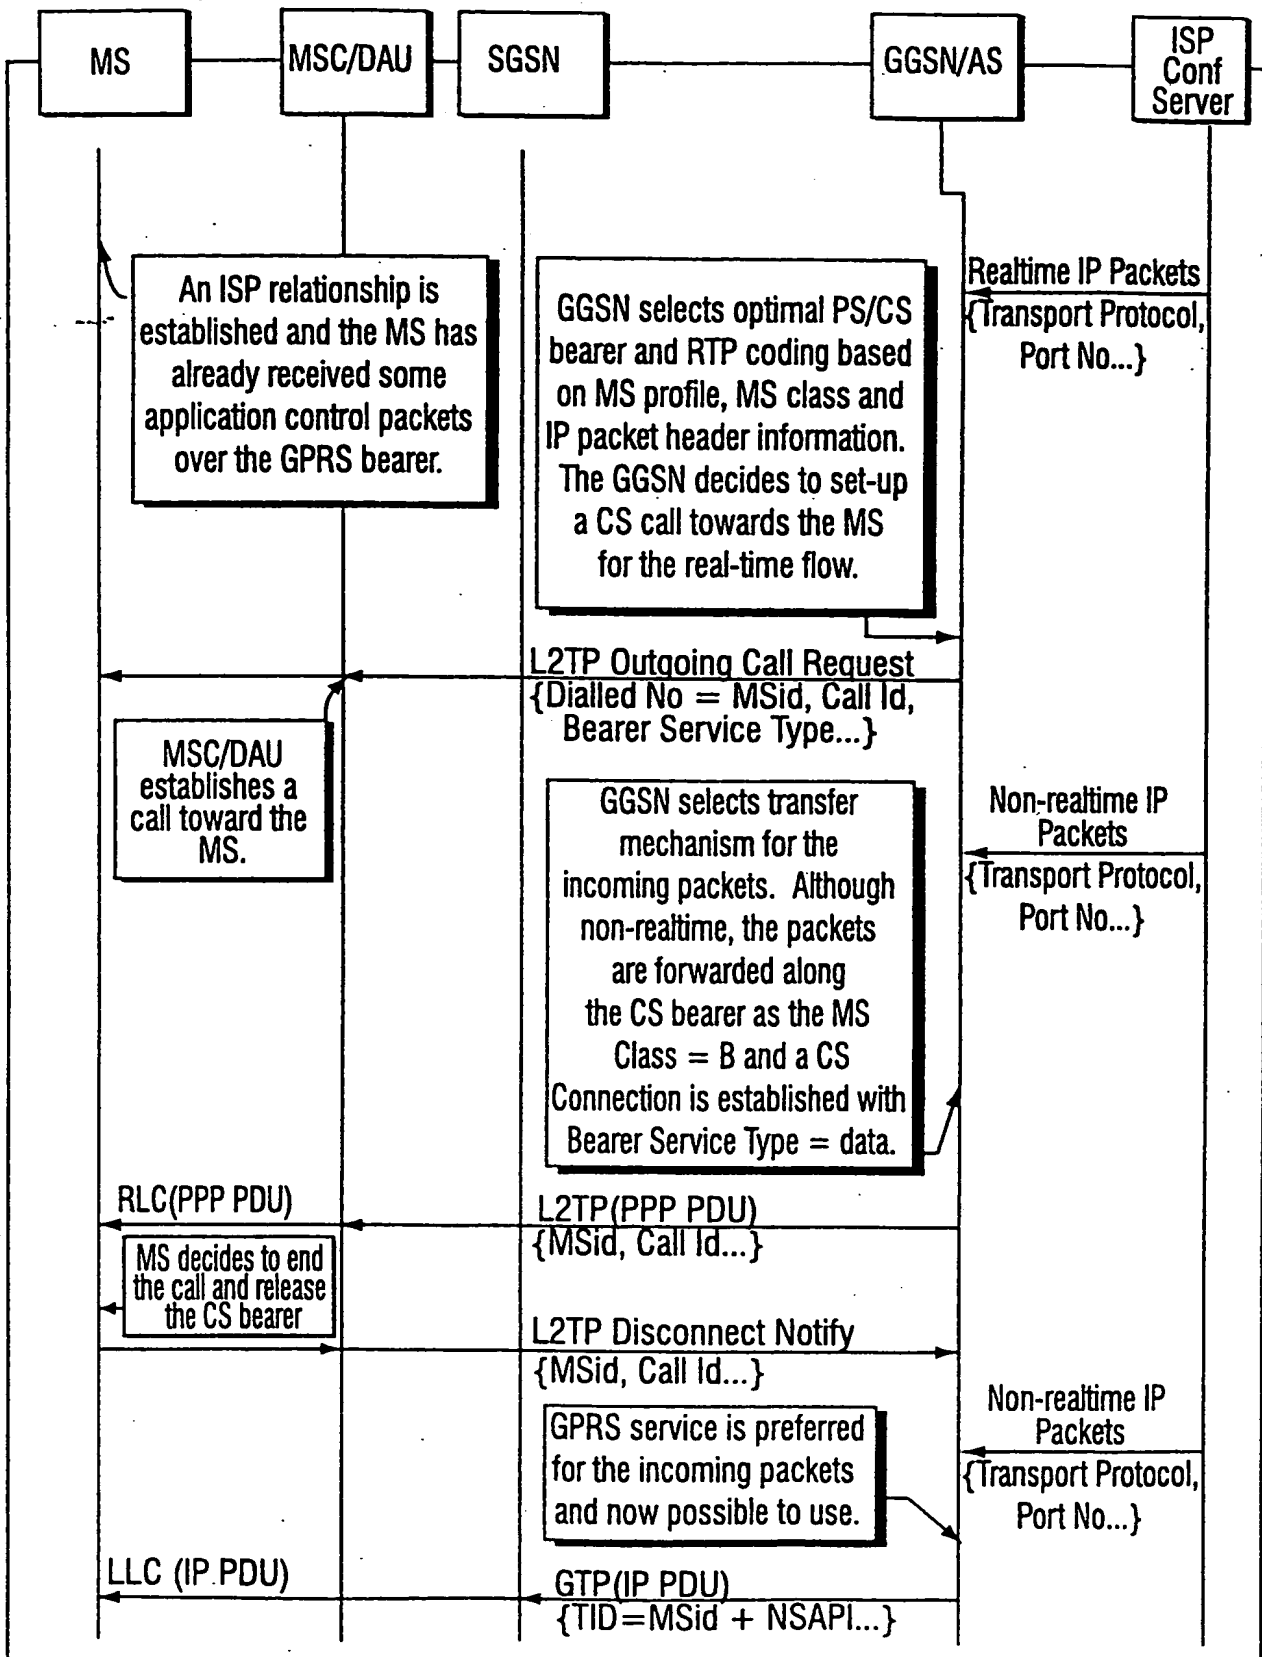 MS
MSC/DAU
SGSN
GGSN/AS
ISP
Conf
Server
An ISP relationship is
established and the MS has
already received some
application control packets
over the GPRS bearer.
GGSN selects optimal PS/CS
bearer and RTP coding based
on MS profile, MS class and
IP packet header information.
The GGSN decides to set-up
a CS call towards the MS
for the real-time flow.
Realtime IP Packets
{Transport Protocol,
Port No...}
L2TP Outgoing Call Request
{Dialled No = MSid, Call Id,
Bearer Service Type...}
MSC/DAU
establishes a
call toward the
MS.
GGSN selects transfer
mechanism for the
incoming packets. Although
non-realtime, the packets
are forwarded along
the CS bearer as the MS
Class = B and a CS
Connection is established with
Bearer Service Type = data.
Non-realtime IP
Packets
{Transport Protocol,
Port No...}
RLC(PPP PDU)
L2TP(PPP PDU)
{MSid, Call Id...}
MS decides to end
the call and release
the CS bearer
L2TP Disconnect Notify
{MSid, Call Id...}
GPRS service is preferred
for the incoming packets
and now possible to use.
Non-realtime IP
Packets
{Transport Protocol,
Port No...}
LLC (IP PDU)
GTP(IP PDU)
{TID=MSid + NSAPI...}